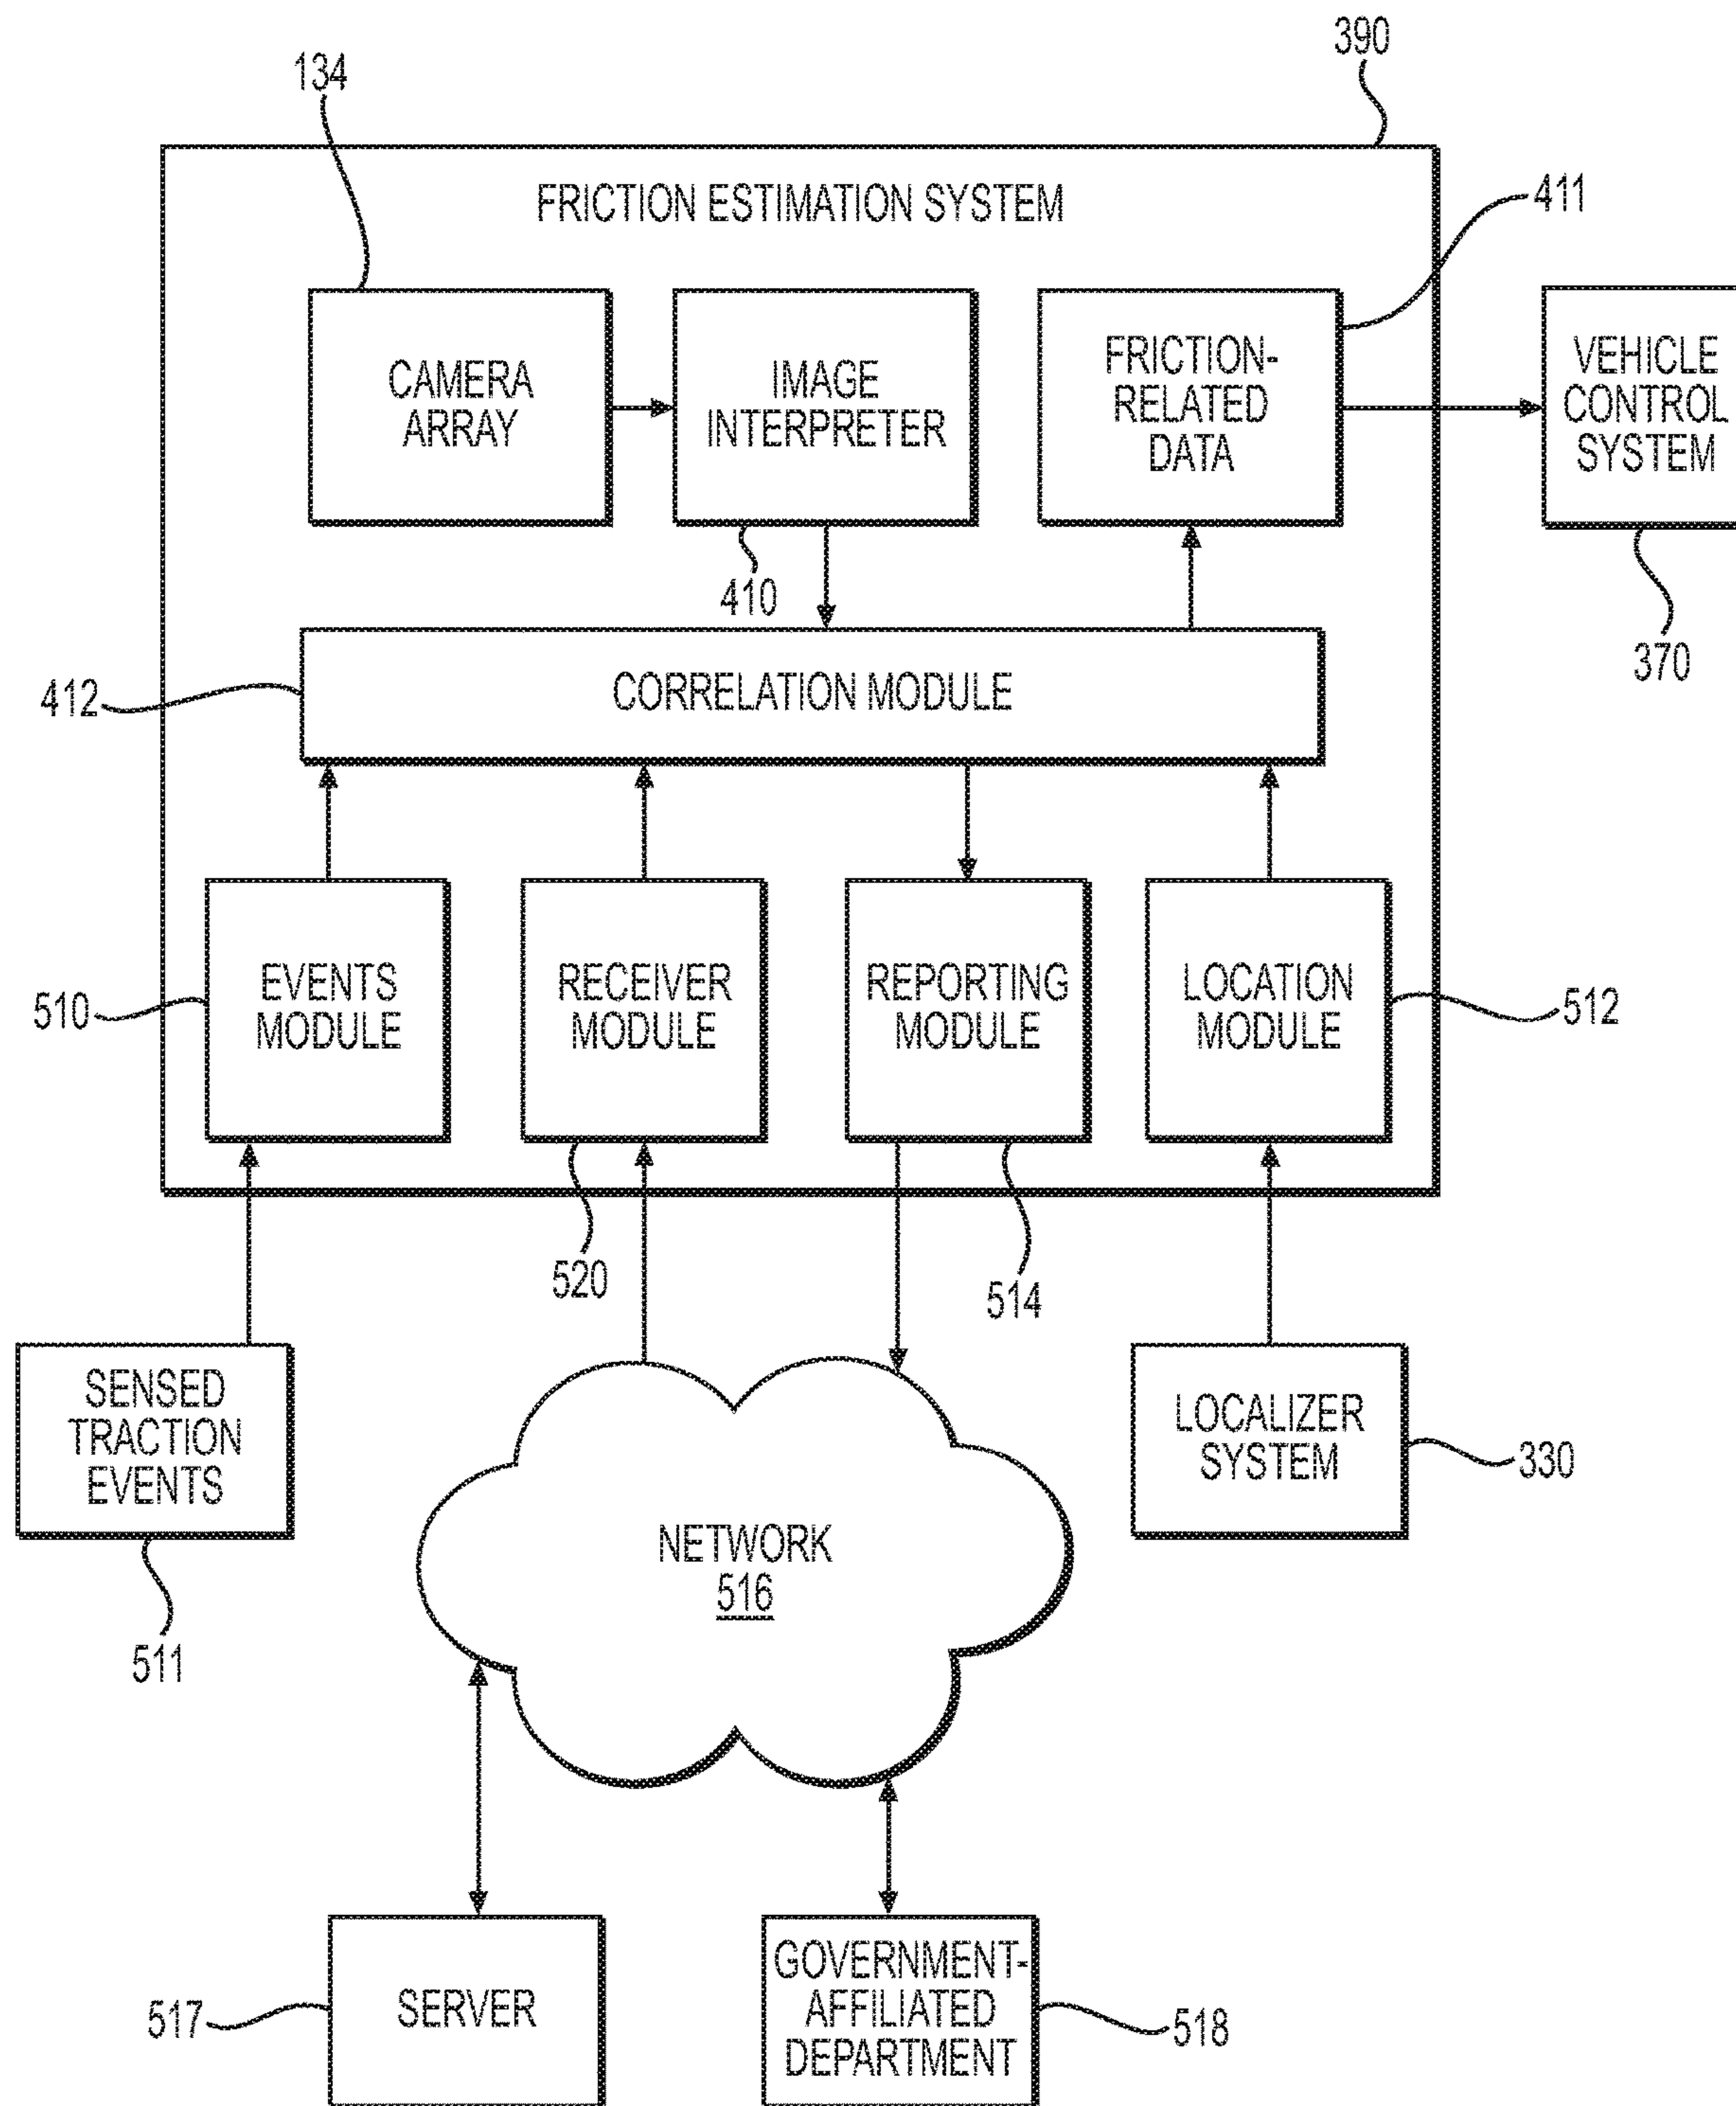 390
134
FRICTION ESTIMATION SYSTEM
411
CAMERA
ARRAY
IMAGE
INTERPRETER
FRICTION-
RELATED
DATA
VEHICLE
CONTROL
SYSTEM
410
370
412
CORRELATION MODULE
510
EVENTS
MODULE
RECEIVER
MODULE
REPORTING
MODULE
LOCATION
MODULE
512
520
514
SENSED
TRACTION
EVENTS
LOCALIZER
SYSTEM
330
NETWORK
516
511
517
SERVER
GOVERNMENT-
AFFILIATED
DEPARTMENT
518